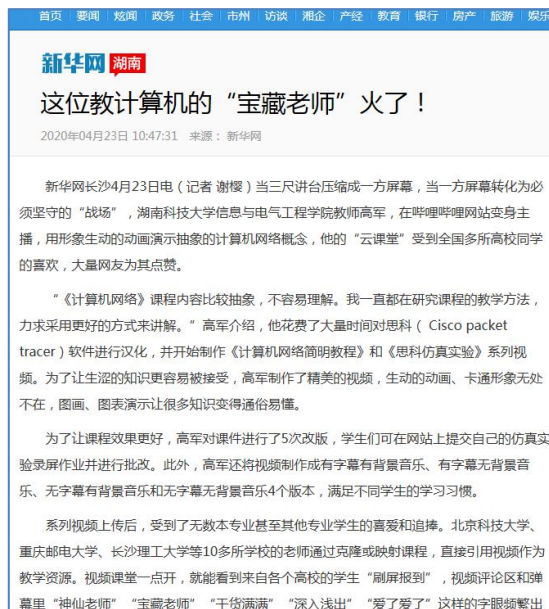 首页 要闻 炫闻 政务 社会 市州 访谈 湘企 产经 教育 银行 房产 旅游 娱乐
新华网 湖南
这位教计算机的“宝藏老师”火了！
2020年04月23日 10:47:31 来源： 新华网
新华网长沙4月23日电（记者 谢樱）当三尺讲台压缩成一方屏幕，当一方屏幕转化为必
须坚守的“战场”，湖南科技大学信息与电气工程学院教师高军，在哔哩哔哩网站变身主
播，用形象生动的动画演示抽象的计算机网络概念，他的“云课堂”受到全国多所高校同学
的喜欢，大量网友为其点赞。
“《计算机网络》课程内容比较抽象，不容易理解。我一直都在研究课程的教学方法，
力求采用更好的方式来讲解。”高军介绍，他花费了大量时间对思科（ Cisco packet
tracer）软件进行汉化，并开始制作《计算机网络简明教程》和《思科仿真实验》系列视
频。为了让生涩的知识更容易被接受，高军制作了精美的视频，生动的动画、卡通形象无处
不在，图画、图表演示让很多知识变得通俗易懂。
为了让课程效果更好，高军对课件进行了5次改版，学生们可在网站上提交自己的仿真实
验录屏作业并进行批改。此外，高军还将视频制作成有字幕有背景音乐、有字幕无背景音
乐、无字幕有背景音乐和无字幕无背景音乐4个版本，满足不同学生的学习习惯。
系列视频上传后，受到了无数本专业甚至其他专业学生的喜爱和追捧。北京科技大学、
重庆邮电大学、长沙理工大学等10多所学校的老师通过克隆或映射课程，直接引用视频作为
教学资源。视频课堂一点开，就能看到来自各个高校的学生“刷屏报到”，视频评论区和弹
幕里“神仙老师”“宝藏老师”“干货满满”“深入浅出”“爱了爱了”这样的字眼频繁出